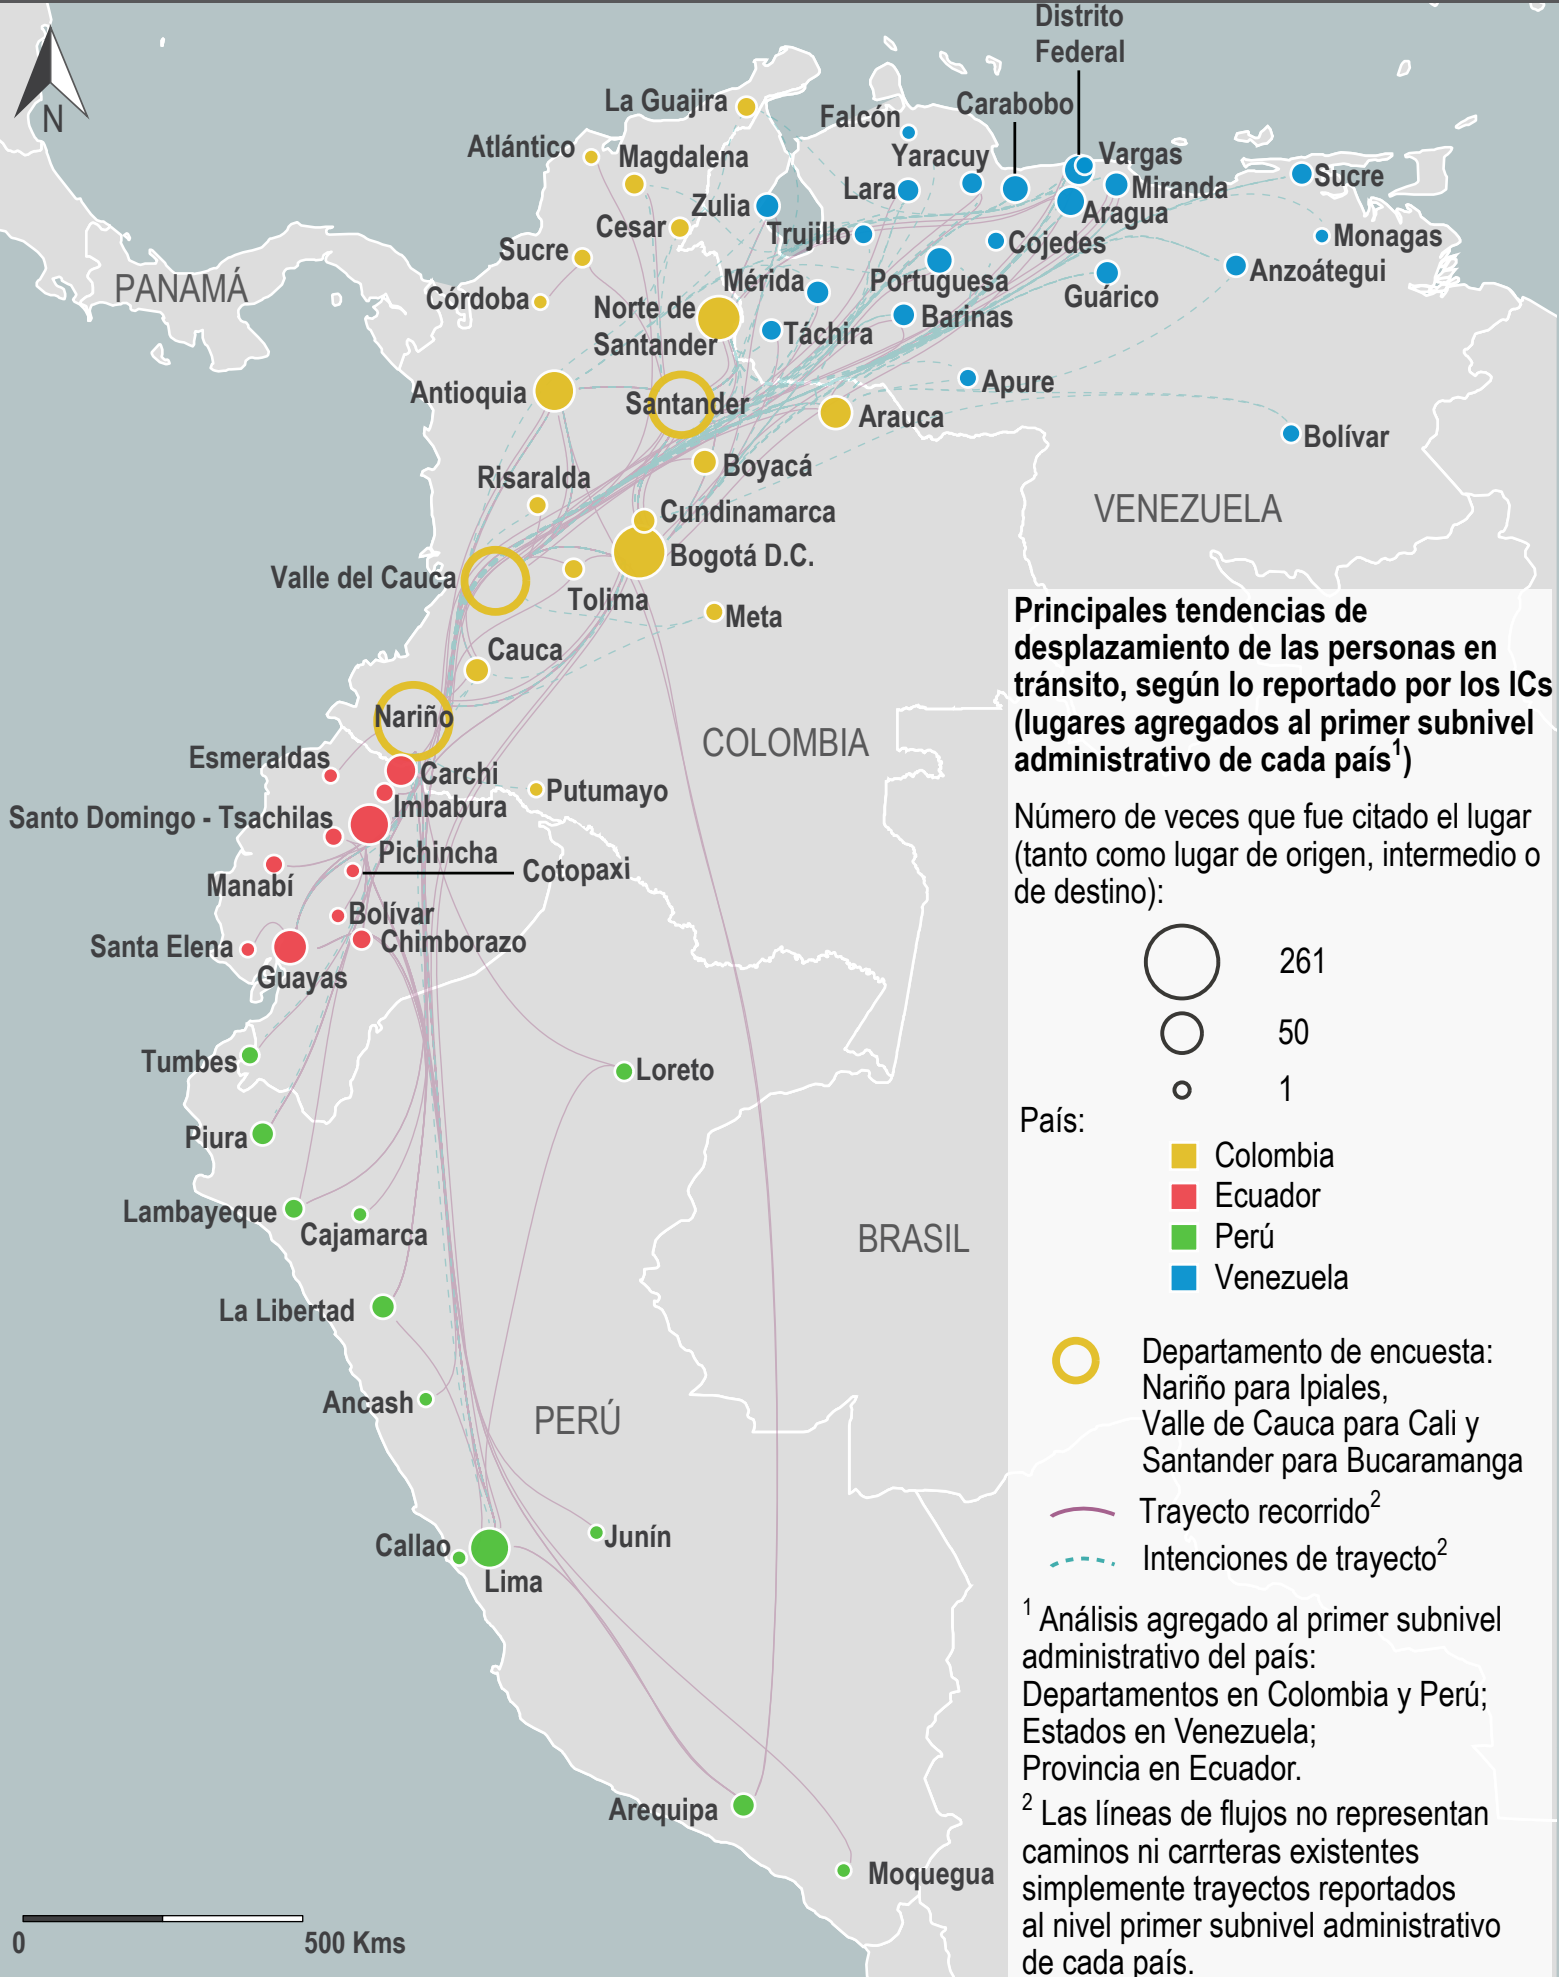 Distrito
Federal
N
La Guajira
Falcón
Carabobo
Atlántico
Magdalena
Yaracuy
Vargas
Zulia
Lara
Miranda
Sucre
Cesar
Trujillo
Aragua
Sucre
Cojedes
Monagas
PANAMÁ
Mérida
Portuguesa
Anzoátegui
Córdoba
Norte de
Santander
Guárico
Táchira
Barinas
Antioquia
Santander
Apure
Arauca
Bolívar
Risaralda
Boyacá
VENEZUELA
Cundinamarca
Bogotá D.C.
Valle del Cauca
Tolima
Meta
Cauca
Nariño
COLOMBIA
Esmeraldas
Carchi
Putumayo
Imbabura
Santo Domingo - Tsachilas
Pichincha
Cotopaxi
Manabí
Bolívar
Santa Elena
Chimborazo
Guayas
Tumbes
Loreto
Piura
Lambayeque
Cajamarca
BRASIL
La Libertad
Ancash
PERÚ
Callao
Junín
Lima
Arequipa
Moquegua
0
500 Kms
Principales tendencias de
desplazamiento de las personas en
tránsito, según lo reportado por los ICs
(lugares agregados al primer subnivel
administrativo de cada país¹)
Número de veces que fue citado el lugar
(tanto como lugar de origen, intermedio o
de destino):
261
50
1
País:
Colombia
Ecuador
Perú
Venezuela
Departamento de encuesta:
Nariño para Ipiales,
Valle de Cauca para Cali y
Santander para Bucaramanga
Trayecto recorrido²
Intenciones de trayecto²
¹ Análisis agregado al primer subnivel
administrativo del país:
Departamentos en Colombia y Perú;
Estados en Venezuela;
Provincia en Ecuador.
² Las líneas de flujos no representan
caminos ni carrteras existentes
simplemente trayectos reportados
al nivel primer subnivel administrativo
de cada país.